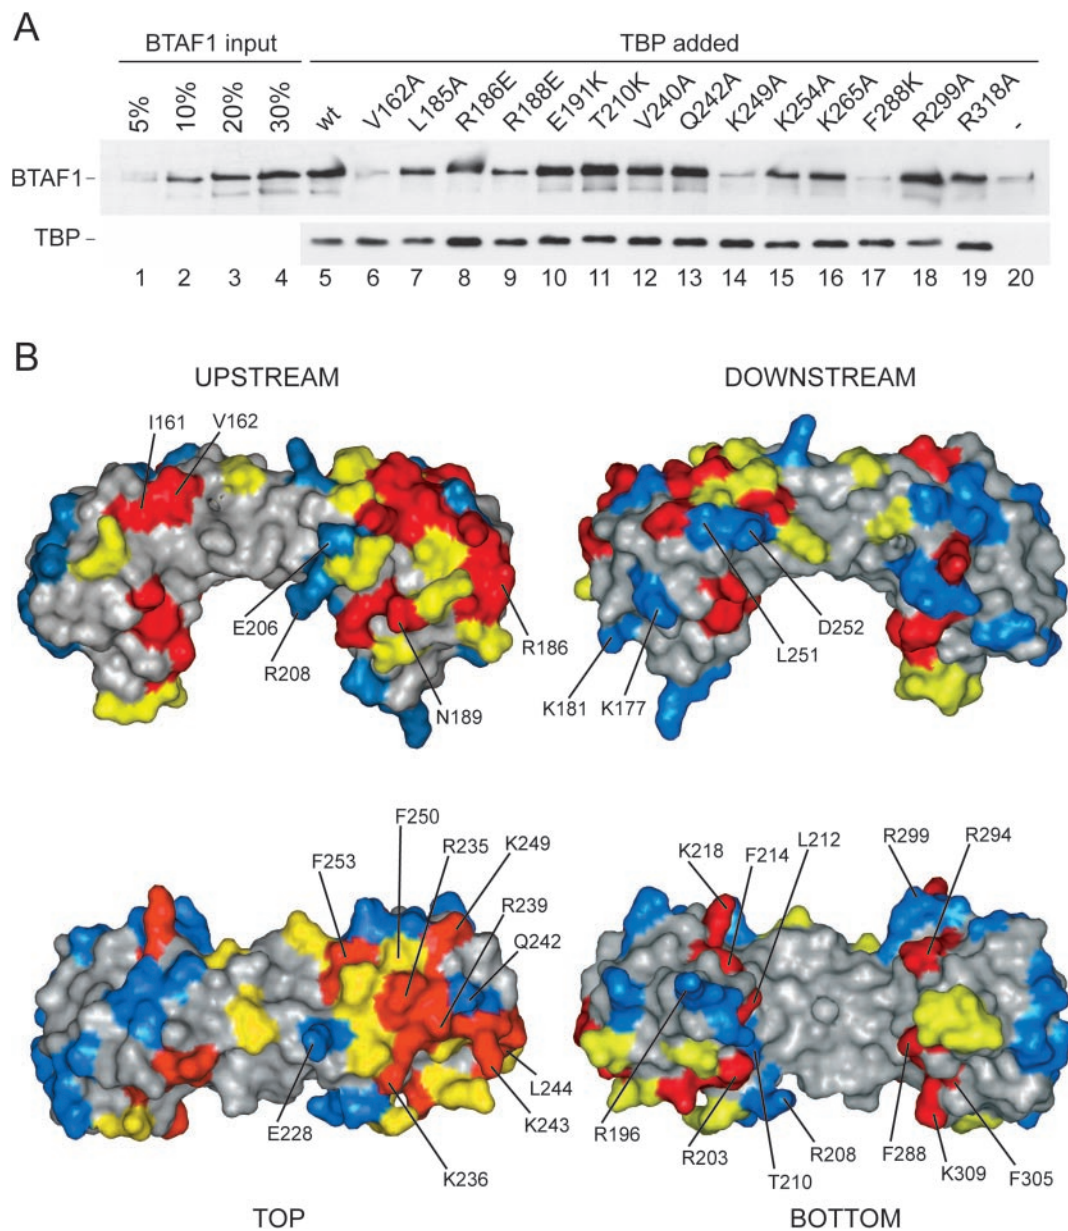 A
BTAF1 input
TBP added
5%
10%
20%
30%
wt
V162A
L185A
R186E
R188E
E191K
T210K
V240A
Q242A
K249A
K254A
K265A
F288K
R299A
R318A
-
BTAF1 –
TBP –
1 2 3 4 5 6 7 8 9 10 11 12 13 14 15 16 17 18 19 20
B
UPSTREAM
DOWNSTREAM
I161
V162
E206
R208
N189
R186
D252
L251
K181
K177
F250
R235
K249
F253
R239
Q242
E228
L244
K243
K236
L212
K218
F214
R299
R294
R196
R203
R208
T210
F288
K309
F305
TOP
BOTTOM